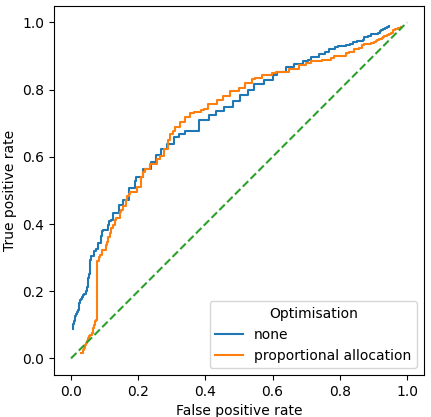 1.0
0.8
0.6
0.4
0.2
0.0
True positive rate
Optimisation
none
proportional allocation
0.0 0.2 0.4 0.6 0.8 1.0
False positive rate